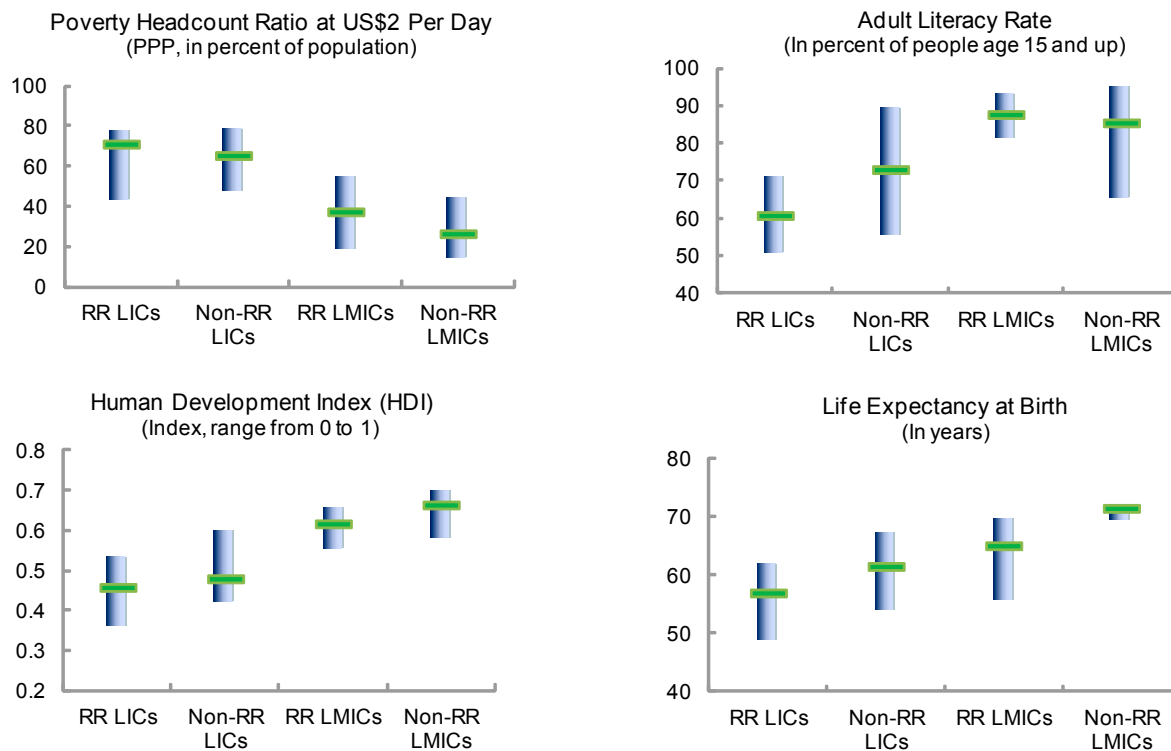 Poverty Headcount Ratio at US$2 Per Day
(PPP, in percent of population)
100
80
60
40
20
0
RR LICs
Non-RR
LICs
RR LMICs
Non-RR
LMICs
Adult Literacy Rate
(In percent of people age 15 and up)
100
90
80
70
60
50
40
RR LICs
Non-RR
LICs
RR LMICs
Non-RR
LMICs
Human Development Index (HDI)
(Index, range from 0 to 1)
0.8
0.7
0.6
0.5
0.4
0.3
0.2
RR LICs
Non-RR
LICs
RR LMICs
Non-RR
LMICs
Life Expectancy at Birth
(In years)
80
70
60
50
40
RR LICs
Non-RR
LICs
RR LMICs
Non-RR
LMICs